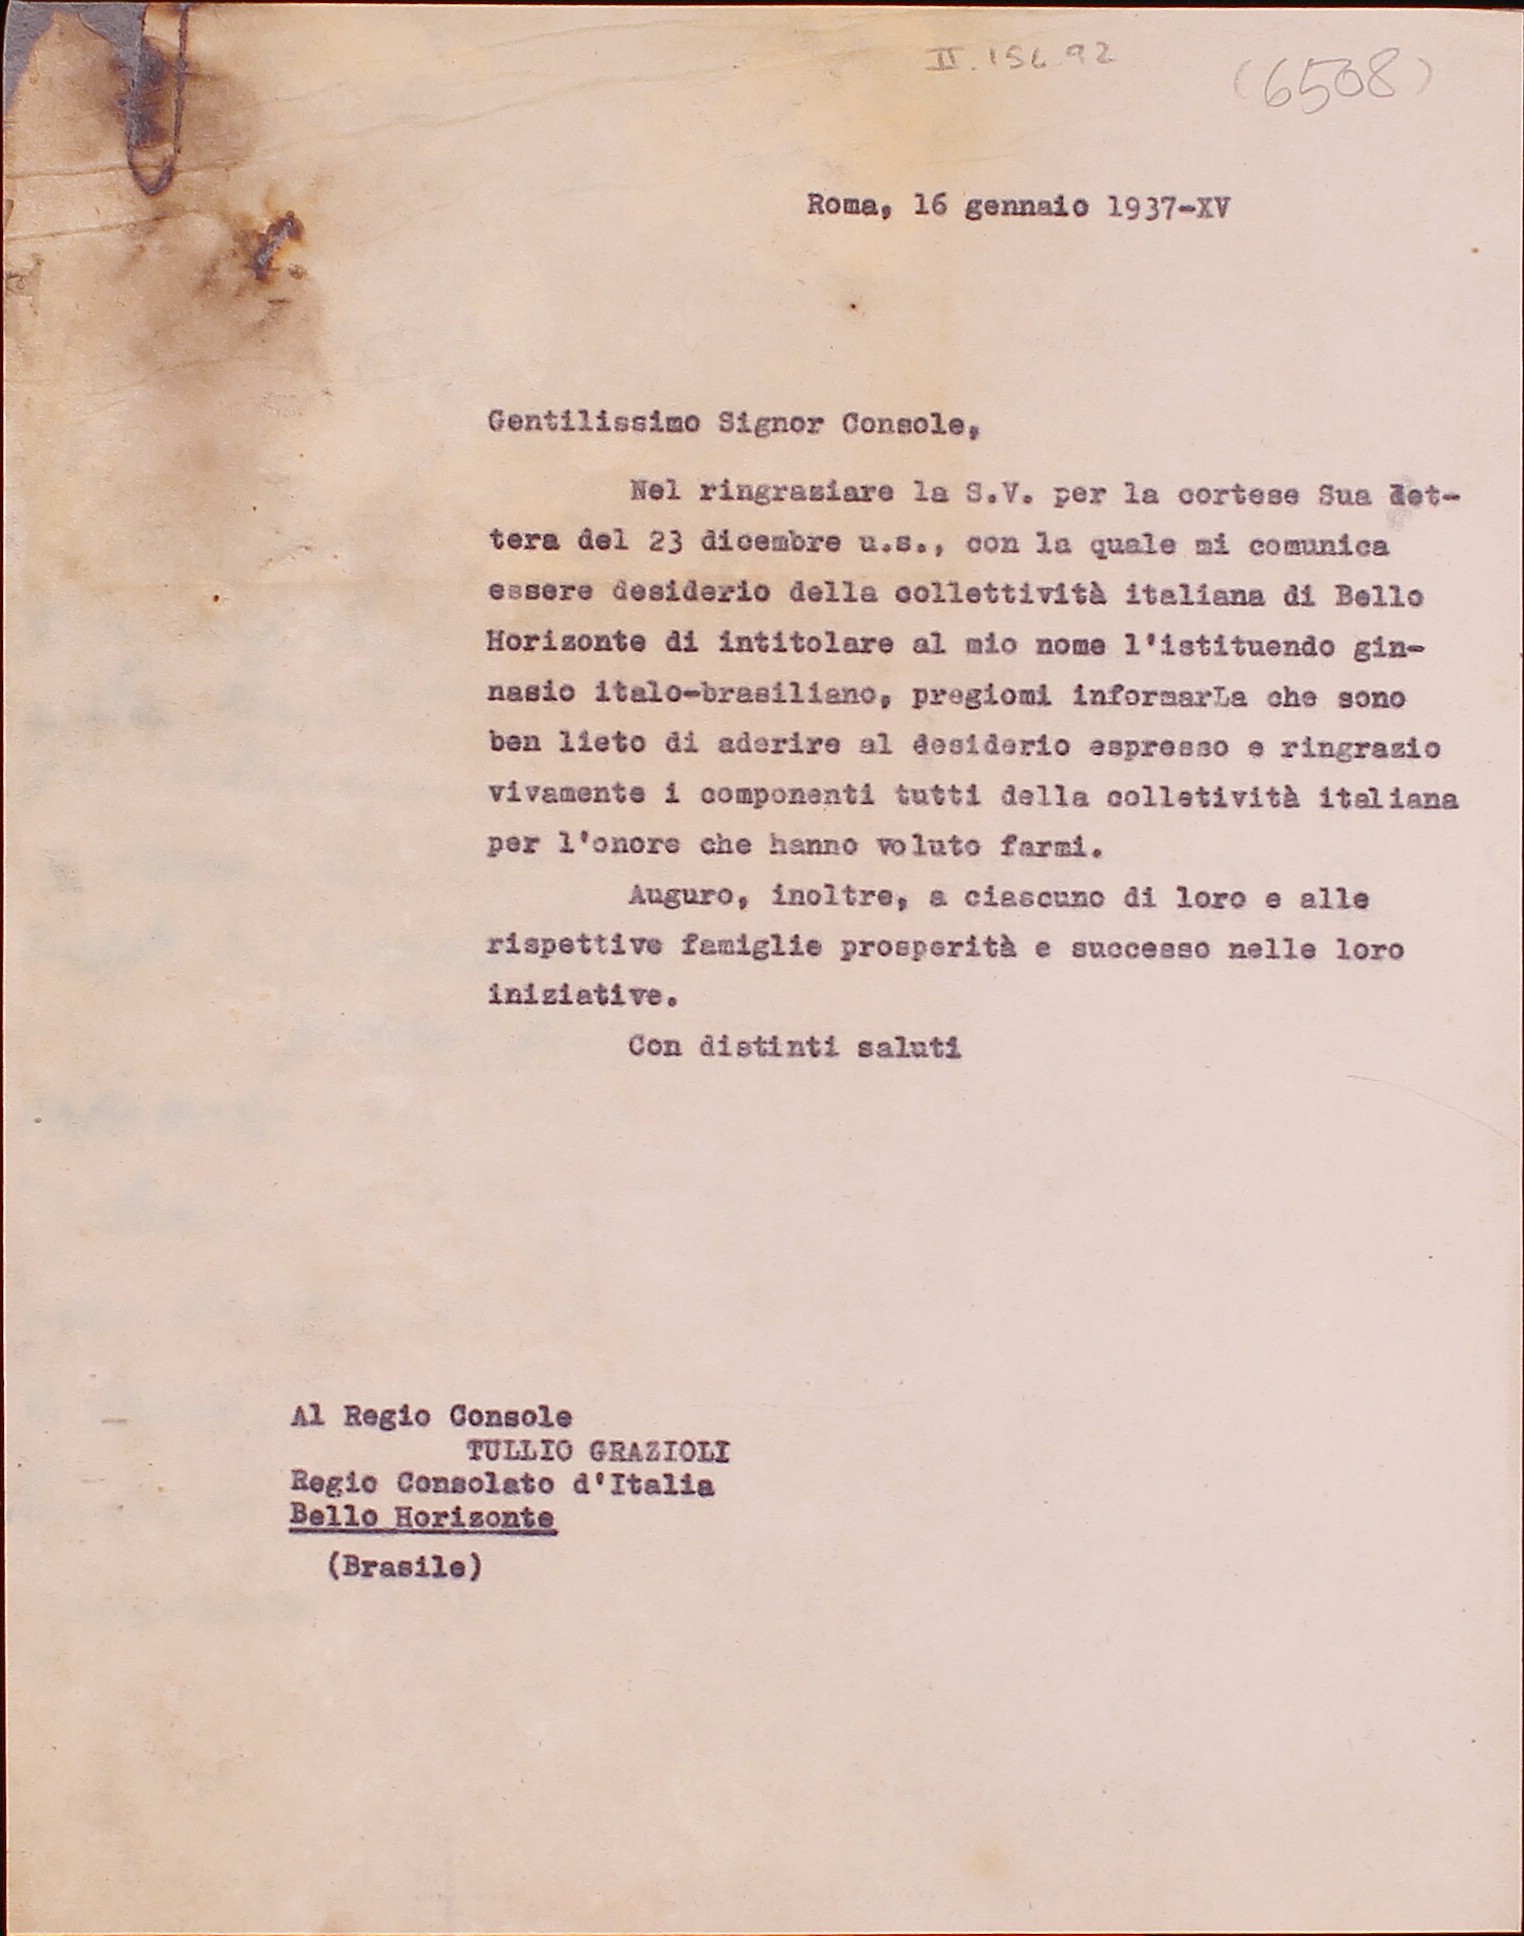 II.156.92
(6508)
Roma, 16 gennaio 1937-XV
Gentilissimo Signor Console,
Nel ringraziare la S.V. per la cortese Sua let-
tera del 23 dicembre u.s., con la quale mi comunica
essere desiderio della collettività italiana di Bello
Horizonte di intitolare al mio nome l'istituendo gin-
nasio italo-brasiliano, pregiomi informarLa che sono
ben lieto di aderire al desiderio espresso e ringrazio
vivamente i componenti tutti della colletività italiana
per l'onore che hanno voluto farmi.
Auguro, inoltre, a ciascuno di loro e alle
rispettive famiglie prosperità e successo nelle loro
iniziative.
Con distinti saluti
Al Regio Console
TULLIO GRAZIOLI
Regio Consolato d'Italia
Bello Horizonte
(Brasile)